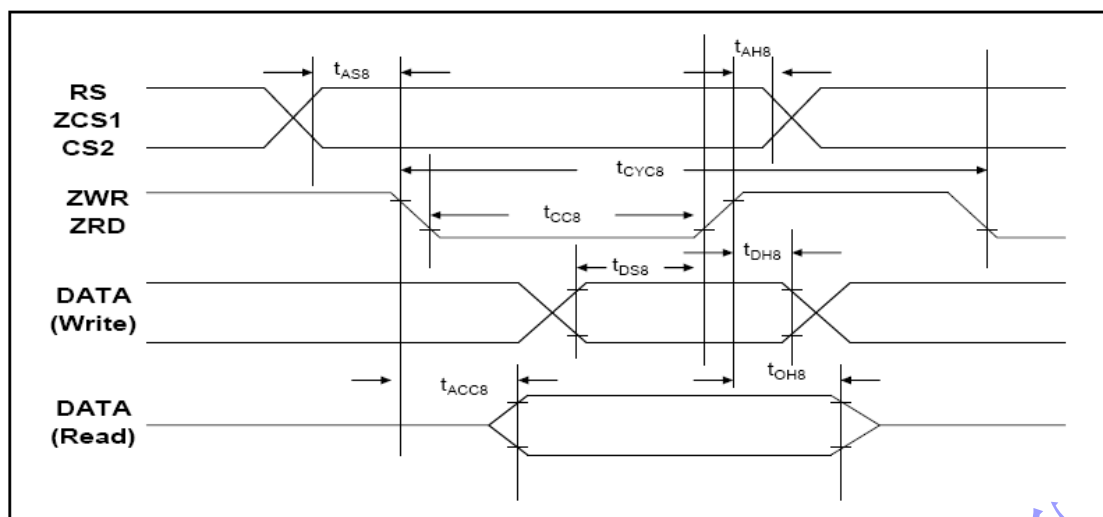 tAS8
tAH8
RS
ZCS1
CS2
tCYC8
ZWR
ZRD
tCC8
tDS8
tDH8
DATA
(Write)
tACC8
tOH8
DATA
(Read)